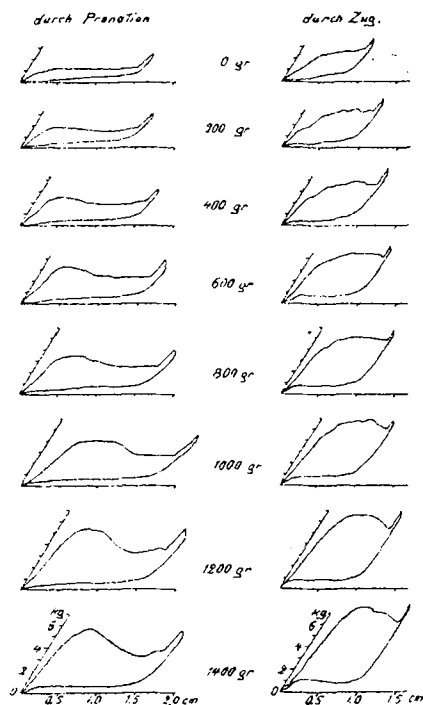 durch Pronation durch Zug.
0 gr
200 gr
400 gr
600 gr
800 gr
1000 gr
1200 gr
1400 gr
kg
6
4
2
0
0.5 1.0 1.5 2.0 cm
kg
6
4
2
0
0.5 1.0 1.5 cm